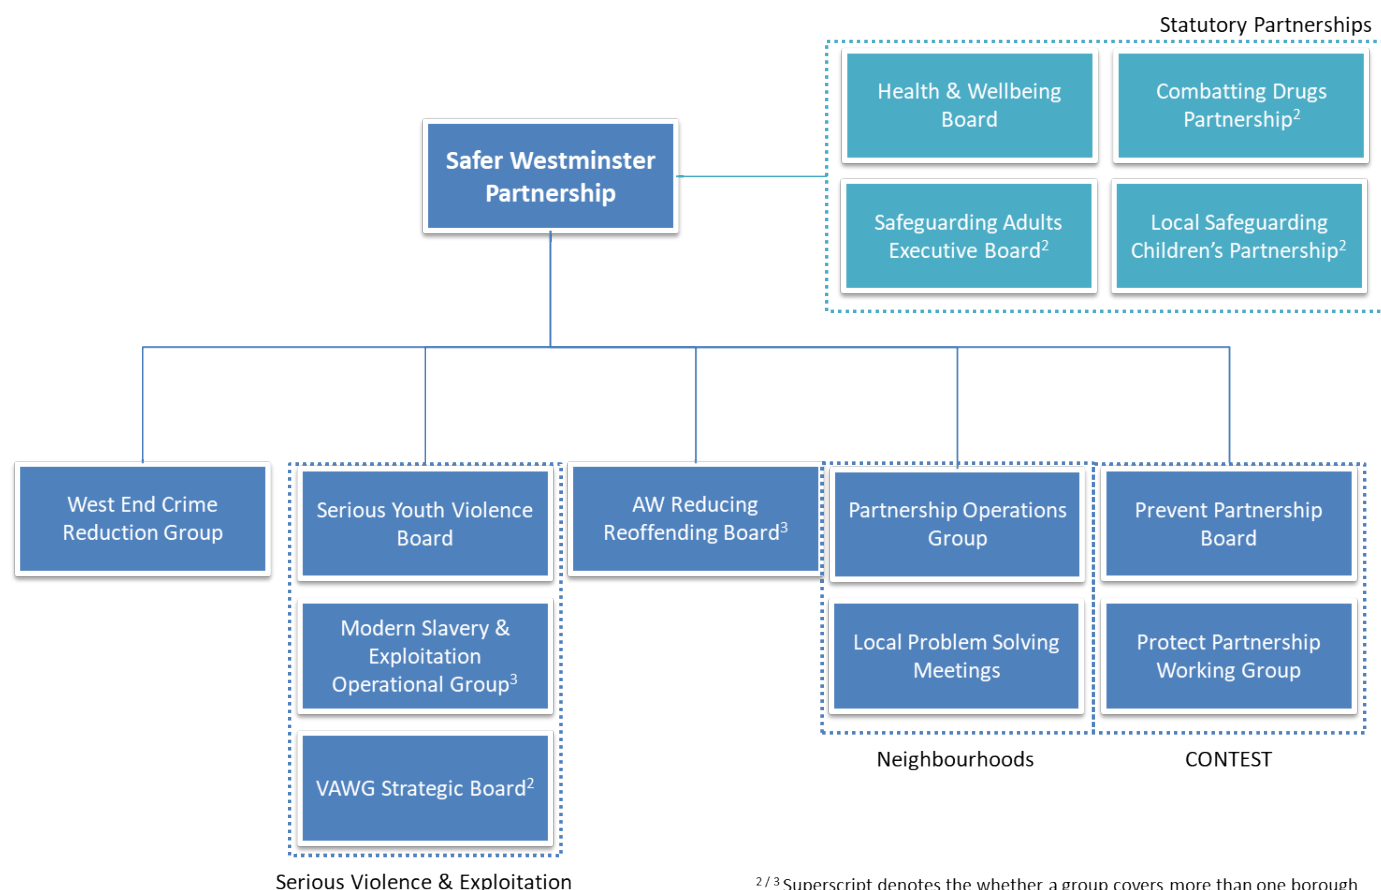 Statutory Partnerships
Health & Wellbeing
Board
Combatting Drugs
Partnership²
Safer Westminster
Partnership
Safeguarding Adults
Executive Board²
Local Safeguarding
Children’s Partnership²
West End Crime
Reduction Group
Serious Youth Violence
Board
AW Reducing
Reoffending Board³
Partnership Operations
Group
Prevent Partnership
Board
Modern Slavery &
Exploitation
Operational Group³
Local Problem Solving
Meetings
Protect Partnership
Working Group
VAWG Strategic Board²
Neighbourhoods
CONTEST
Serious Violence & Exploitation
² / ³ Superscript denotes the whether a group covers more than one borough